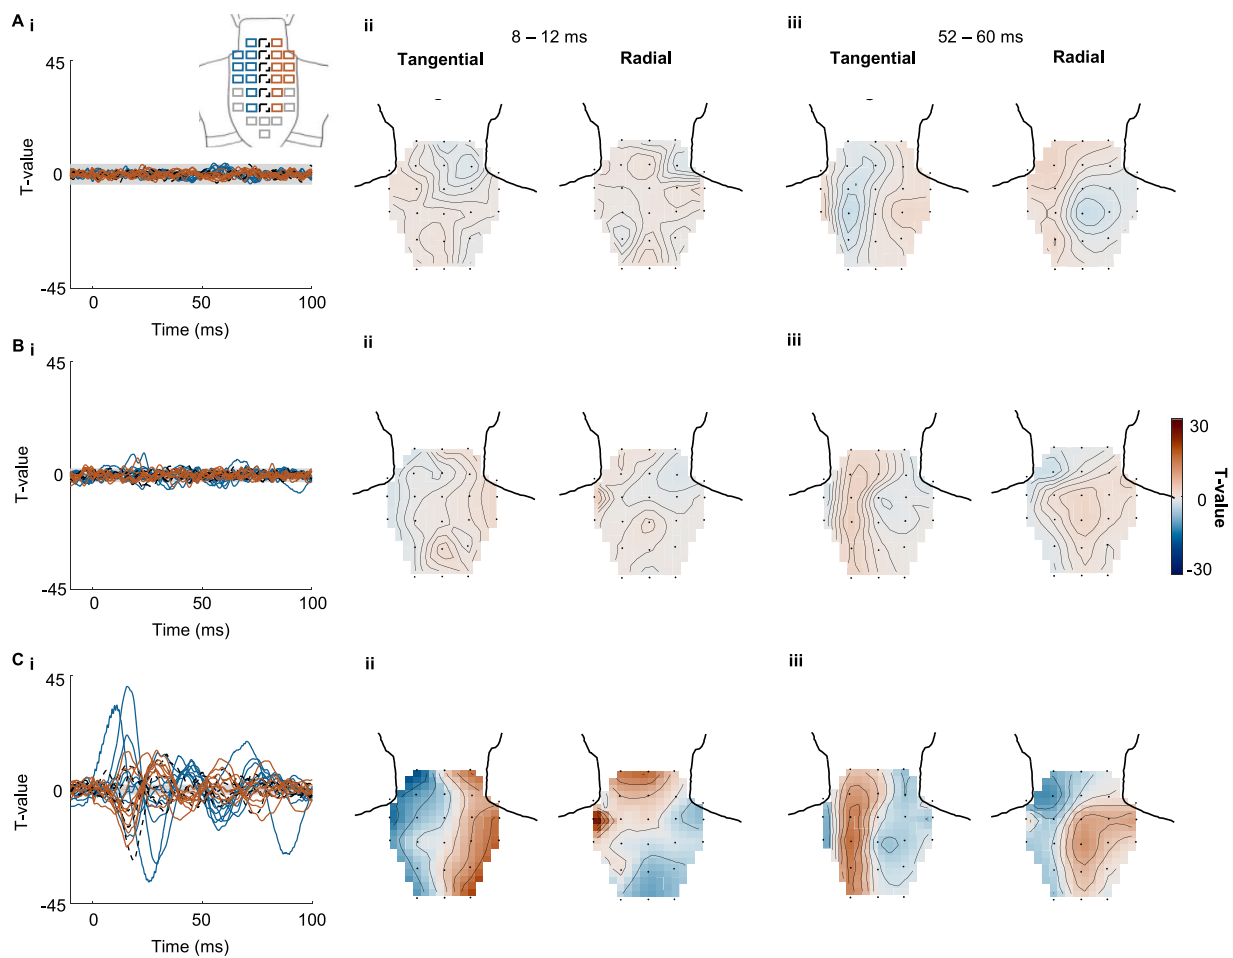 A i
ii
8 – 12 ms
iii
52 – 60 ms
Tangential
Radial
Tangential
Radial
45
T-value
0
-45
0
50
100
Time (ms)
B i
ii
iii
45
T-value
0
-45
0
50
100
Time (ms)
30
0
-30
T-value
C i
ii
iii
45
T-value
0
-45
0
50
100
Time (ms)